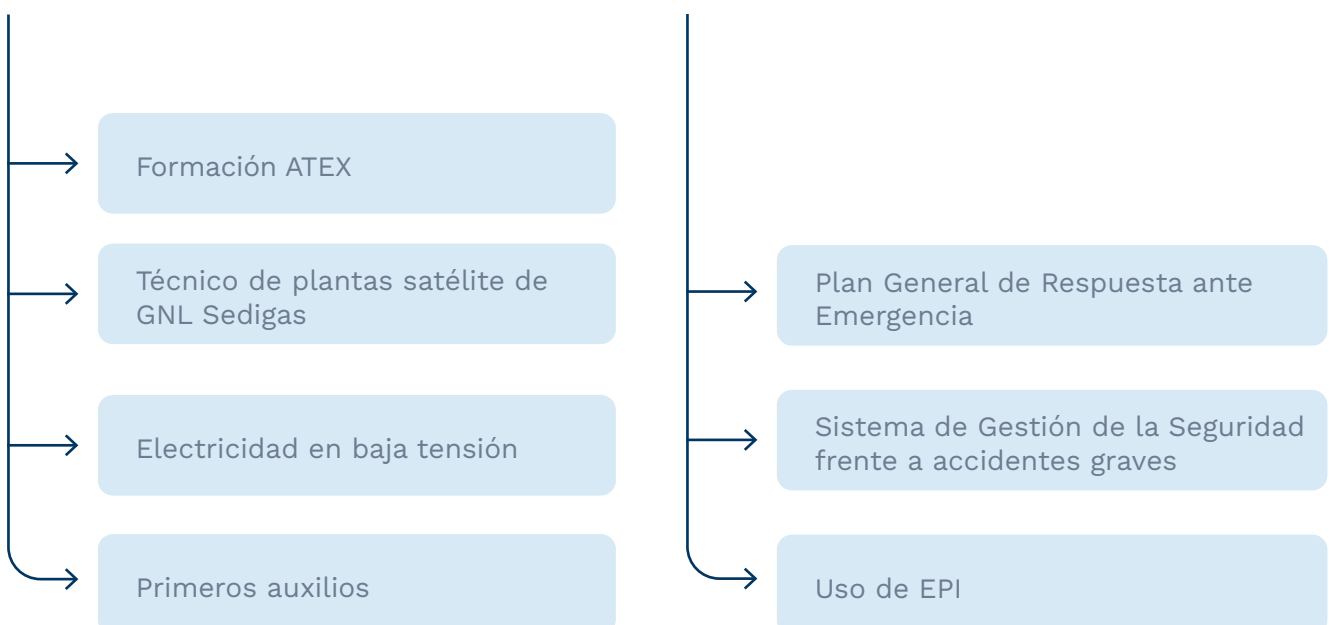 Formación ATEX
Técnico de plantas satélite de
GNL Sedigas
Electricidad en baja tensión
Primeros auxilios
Plan General de Respuesta ante
Emergencia
Sistema de Gestión de la Seguridad
frente a accidentes graves
Uso de EPI